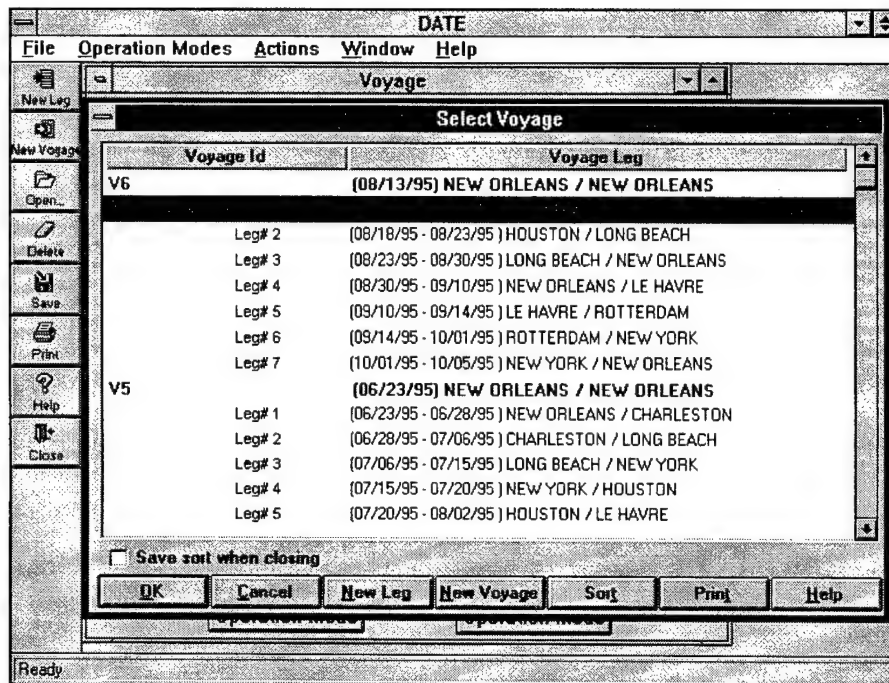 DATE
File Operation Modes Actions Window Help
Voyage
Select Voyage
New Leg
New Voyage
Open...
Delete
Save
Print
Help
Close
Voyage Id Voyage Leg
V6 (08/13/95) NEW ORLEANS / NEW ORLEANS
Leg# 2 (08/18/95 - 08/23/95 ) HOUSTON / LONG BEACH
Leg# 3 (08/23/95 - 08/30/95 ) LONG BEACH / NEW ORLEANS
Leg# 4 (08/30/95 - 09/10/95 ) NEW ORLEANS / LE HAVRE
Leg# 5 (09/10/95 - 09/14/95 ) LE HAVRE / ROTTERDAM
Leg# 6 (09/14/95 - 10/01/95 ) ROTTERDAM / NEW YORK
Leg# 7 (10/01/95 - 10/05/95 ) NEW YORK / NEW ORLEANS
V5 (06/23/95) NEW ORLEANS / NEW ORLEANS
Leg# 1 (06/23/95 - 06/28/95 ) NEW ORLEANS / CHARLESTON
Leg# 2 (06/28/95 - 07/06/95 ) CHARLESTON / LONG BEACH
Leg# 3 (07/06/95 - 07/15/95 ) LONG BEACH / NEW YORK
Leg# 4 (07/15/95 - 07/20/95 ) NEW YORK / HOUSTON
Leg# 5 (07/20/95 - 08/02/95 ) HOUSTON / LE HAVRE
Save sort when closing
OK Cancel New Leg New Voyage Sort Print Help
Operation Mode Operation Mode
Ready